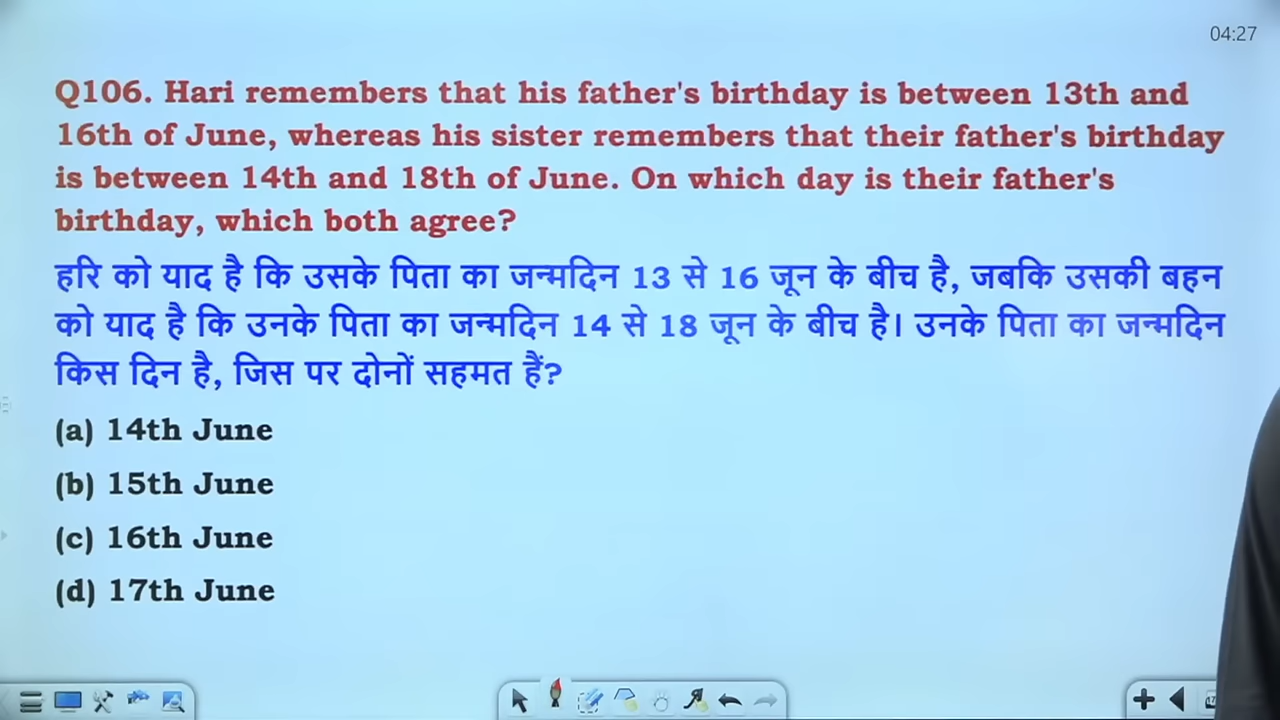 04:27
Q106. Hari remembers that his father's birthday is between 13th and
16th of June, whereas his sister remembers that their father's birthday
is between 14th and 18th of June. On which day is their father's
birthday, which both agree?
हरि को याद है कि उसके पिता का जन्मदिन 13 से 16 जून के बीच है, जबकि उसकी बहन
को याद है कि उनके पिता का जन्मदिन 14 से 18 जून के बीच है। उनके पिता का जन्मदिन
किस दिन है, जिस पर दोनों सहमत हैं?
(a) 14th June
(b) 15th June
(c) 16th June
(d) 17th June